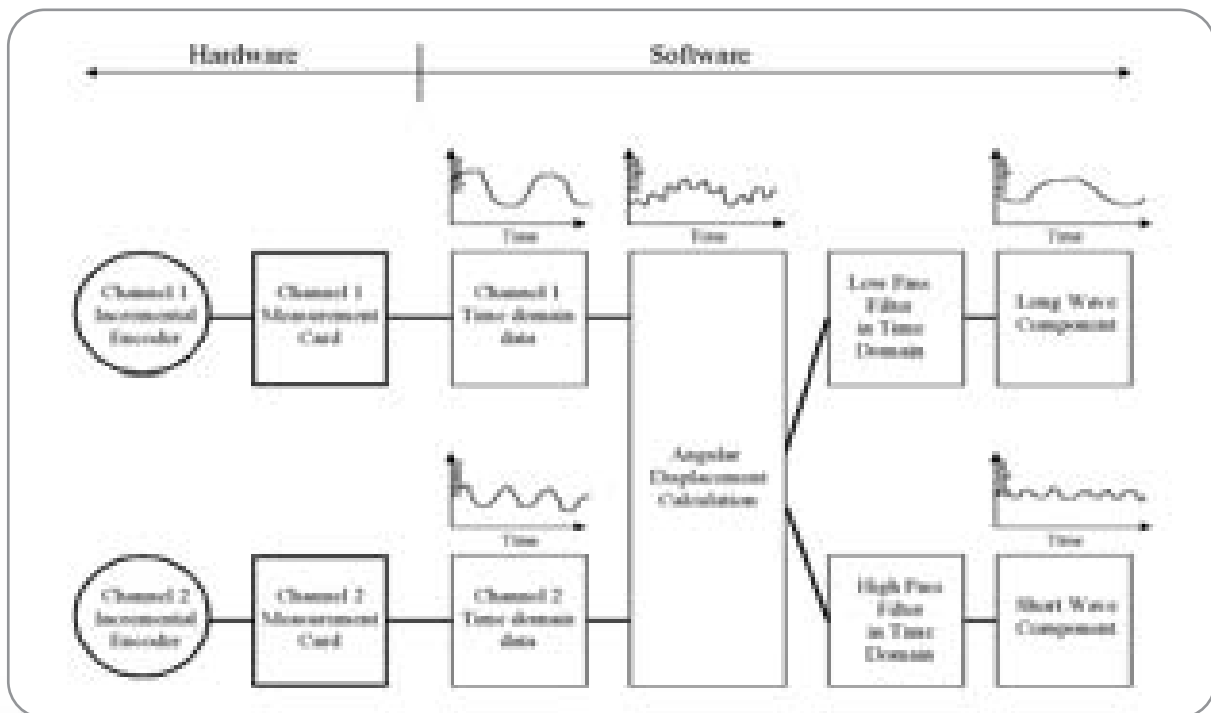 Hardware
Software
Time
Time
Time
Channel 1
Incremental
Encoder
Channel 1
Measurement
Card
Channel 1
Time domain
data
Low Pass
Filter
in Time
Domain
Long Wave
Component
Angular
Displacement
Calculation
Time
Time
Channel 2
Incremental
Encoder
Channel 2
Measurement
Card
Channel 2
Time domain
data
High Pass
Filter
in Time
Domain
Short Wave
Component